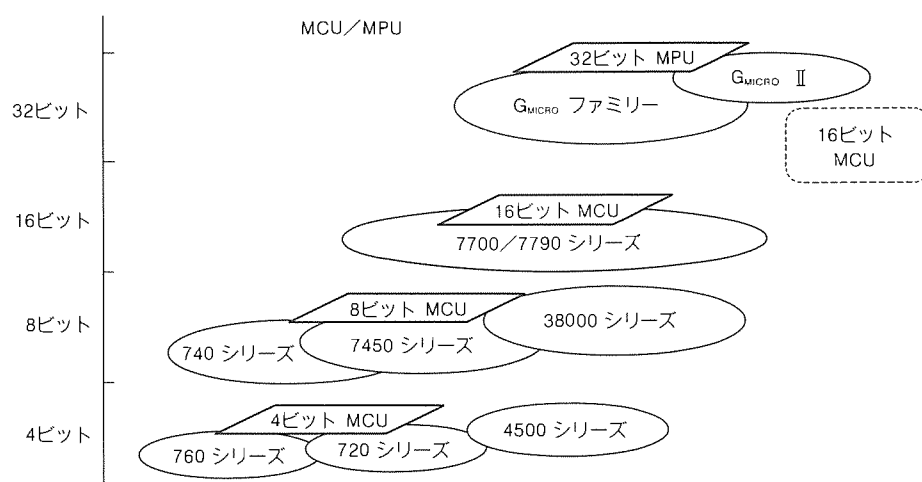 MCU／MPU
32ビット
32ビット MPU
GMICRO Ⅱ
GMICRO ファミリー
16ビット
MCU
16ビット
16ビット MCU
7700／7790 シリーズ
8ビット
8ビット MCU
38000 シリーズ
740 シリーズ
7450 シリーズ
4ビット
4ビット MCU
4500 シリーズ
760 シリーズ
720 シリーズ